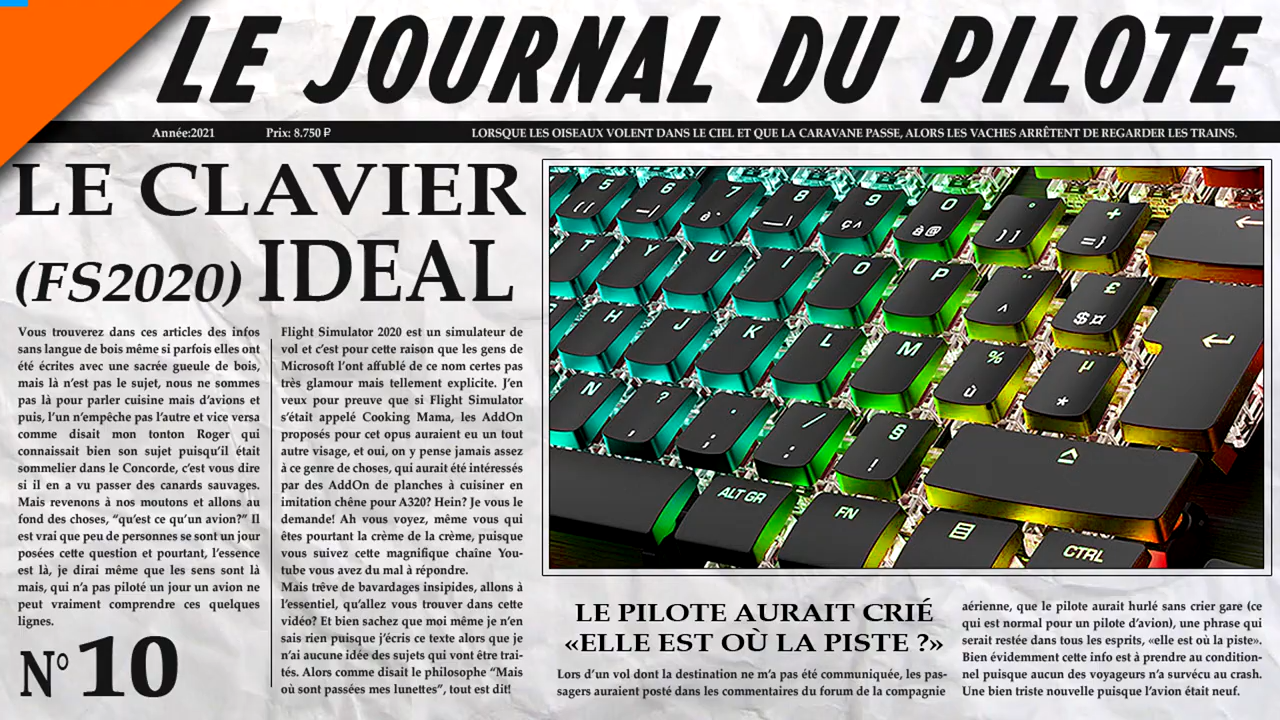 LE JOURNAL DU PILOTE
Année:2021 Prix: 8.750 ₽ LORSQUE LES OISEAUX VOLENT DANS LE CIEL ET QUE LA CARAVANE PASSE, ALORS LES VACHES ARRÊTENT DE REGARDER LES TRAINS.
LE CLAVIER
(FS2020) IDEAL
Vous trouverez dans ces articles des infos
sans langue de bois même si parfois elles ont
été écrites avec une sacrée gueule de bois,
mais là n’est pas le sujet, nous ne sommes
pas là pour parler cuisine mais d’avions et
puis, l’un n’empêche pas l’autre et vice versa
comme disait mon tonton Roger qui
connaissait bien son sujet puisqu’il était
sommelier dans le Concorde, c’est vous dire
si il en a vu passer des canards sauvages.
Mais revenons à nos moutons et allons au
fond des choses, “qu’est ce qu’un avion?” Il
est vrai que peu de personnes se sont un jour
posées cette question et pourtant, l’essence
est là, je dirai même que les sens sont là
mais, qui n’a pas piloté un jour un avion ne
peut vraiment comprendre ces quelques
lignes.
N° 10
Flight Simulator 2020 est un simulateur de
vol et c’est pour cette raison que les gens de
Microsoft l’ont affublé de ce nom certes pas
très glamour mais tellement explicite. J’en
veux pour preuve que si Flight Simulator
s’était appelé Cooking Mama, les AddOn
proposés pour cet opus auraient eu un tout
autre visage, et oui, on y pense jamais assez
à ce genre de choses, qui aurait été intéressés
par des AddOn de planches à cuisiner en
imitation chêne pour A320? Hein? Je vous le
demande! Ah vous voyez, même vous qui
êtes pourtant la crème de la crème, puisque
vous suivez cette magnifique chaîne You-
tube vous avez du mal à répondre.
Mais trêve de bavardages insipides, allons à
l’essentiel, qu’allez vous trouver dans cette
vidéo? Et bien sachez que moi même je n’en
sais rien puisque j’écris ce texte alors que je
n’ai aucune idée des sujets qui vont être trai-
tés. Alors comme disait le philosophe “Mais
où sont passées mes lunettes”, tout est dit!
5 6 7 8 9 0 ° +
( [ - | è ` _ \ ç ^ à @ ) ] = }
T Y U I O P ¨ £
^ $ ¤
H J K L M % µ
ù *
N ? . / §
, ; : !
ALT GR FN CTRL
LE PILOTE AURAIT CRIÉ
«ELLE EST OÙ LA PISTE ?»
Lors d’un vol dont la destination ne m’a pas été communiquée, les pas-
sagers auraient posté dans les commentaires du forum de la compagnie
aérienne, que le pilote aurait hurlé sans crier gare (ce
qui est normal pour un pilote d’avion), une phrase qui
serait restée dans tous les esprits, «elle est où la piste».
Bien évidemment cette info est à prendre au condition-
nel puisque aucun des voyageurs n’a survécu au crash.
Une bien triste nouvelle puisque l’avion était neuf.